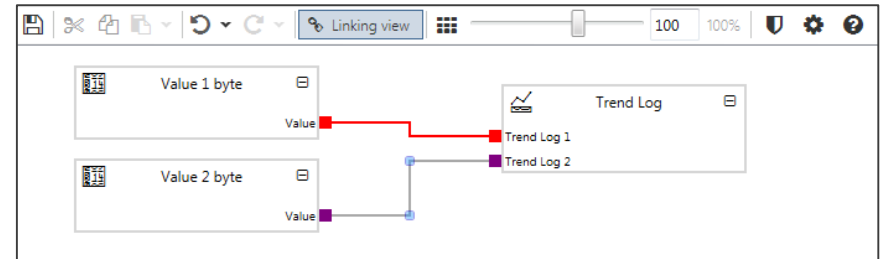 Linking view 100 100%
Value 1 byte
Value
Trend Log
Trend Log 1
Trend Log 2
Value 2 byte
Value